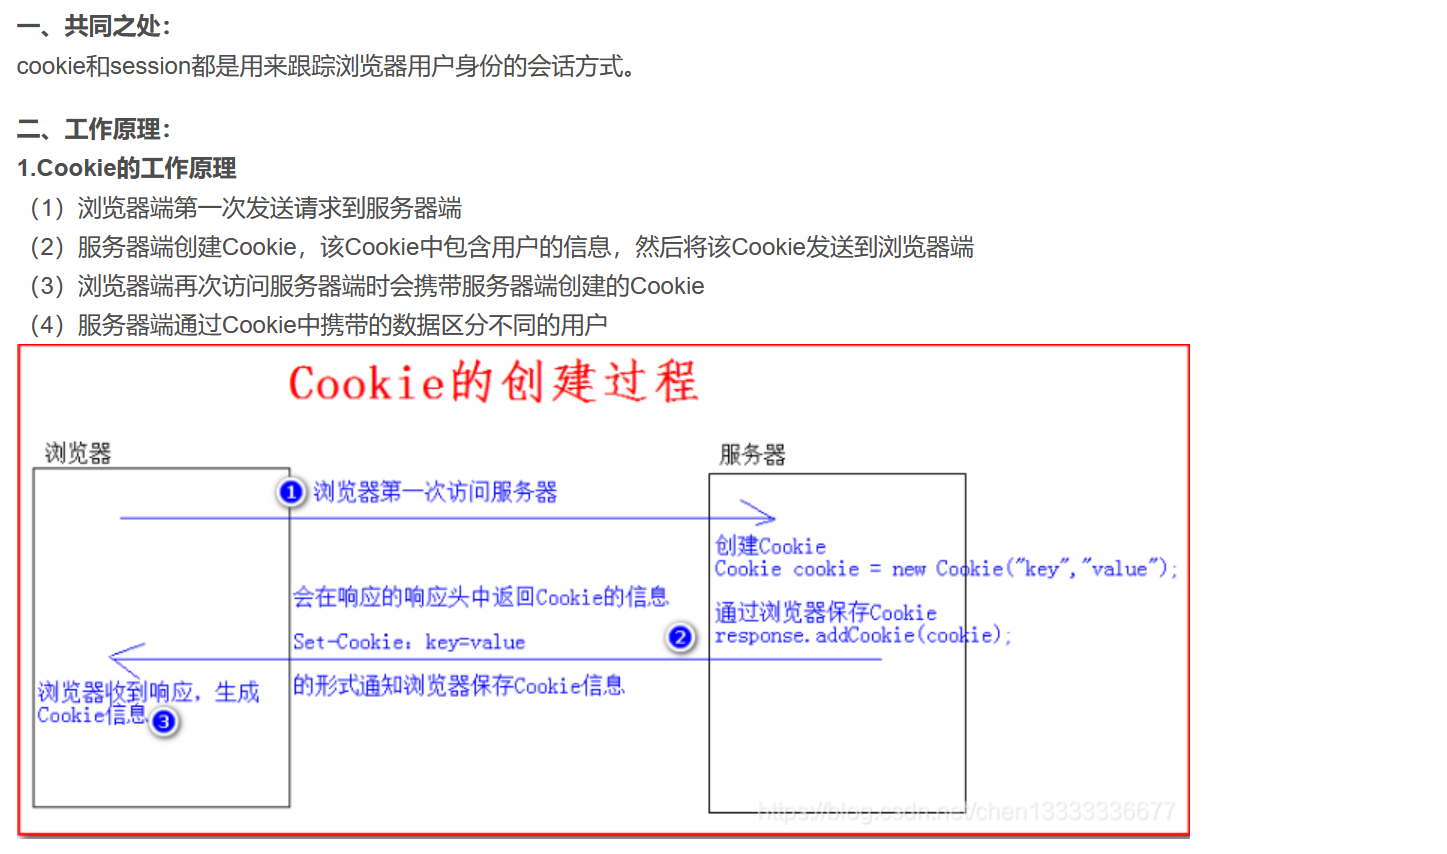 一、共同之处：
cookie和session都是用来跟踪浏览器用户身份的会话方式。
二、工作原理：
1.Cookie的工作原理
（1）浏览器端第一次发送请求到服务器端
（2）服务器端创建Cookie，该Cookie中包含用户的信息，然后将该Cookie发送到浏览器端
（3）浏览器端再次访问服务器端时会携带服务器端创建的Cookie
（4）服务器端通过Cookie中携带的数据区分不同的用户
Cookie的创建过程
浏览器
服务器
1 浏览器第一次访问服务器
创建Cookie
Cookie cookie = new Cookie("key","value");
会在响应的响应头中返回Cookie的信息
通过浏览器保存Cookie
response.addCookie(cookie);
Set-Cookie：key=value
2
的形式通知浏览器保存Cookie信息
浏览器收到响应，生成
Cookie信息 3
https://blog.csdn.net/chen13333336677